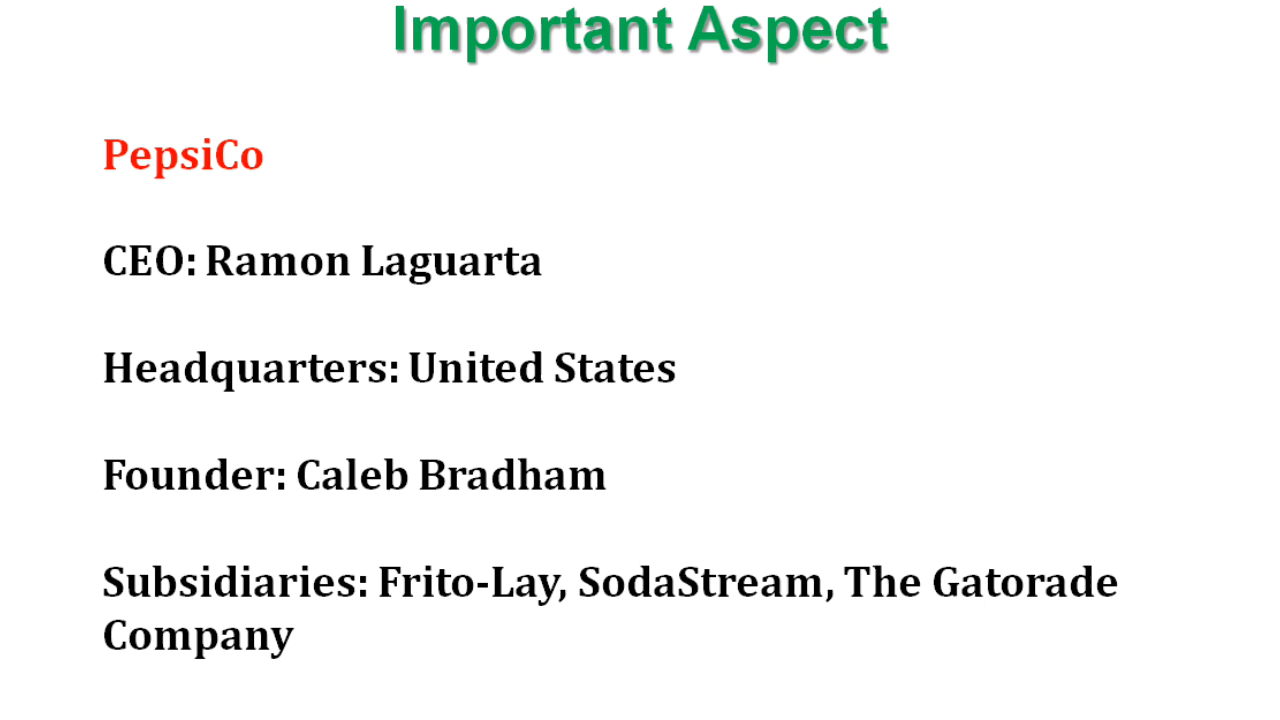 Important Aspect
PepsiCo
CEO: Ramon Laguarta
Headquarters: United States
Founder: Caleb Bradham
Subsidiaries: Frito-Lay, SodaStream, The Gatorade
Company